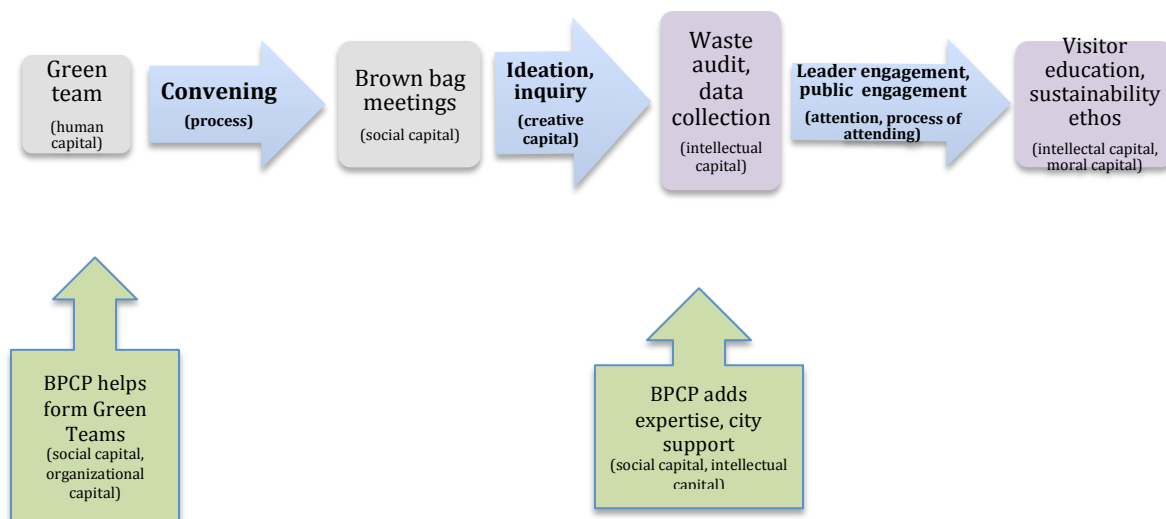 Green
team
(human
capital)
Convening
(process)
Brown bag
meetings
(social capital)
Ideation,
inquiry
(creative
capital)
Waste
audit,
data
collection
(intellectual
capital)
Leader engagement,
public engagement
(attention, process of
attending)
Visitor
education,
sustainability
ethos
(intellectal capital,
moral capital)
BPCP helps
form Green
Teams
(social capital,
organizational
capital)
BPCP adds
expertise, city
support
(social capital, intellectual
capital)